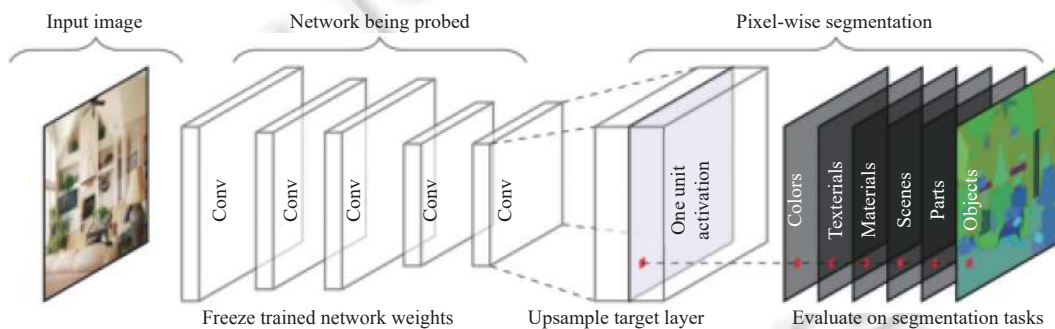 Input image
Network being probed
Pixel-wise segmentation
Conv
Conv
Conv
Conv
Conv
One unit
activation
Colors
Texterials
Materials
Scenes
Parts
Objects
Freeze trained network weights
Upsample target layer
Evaluate on segmentation tasks